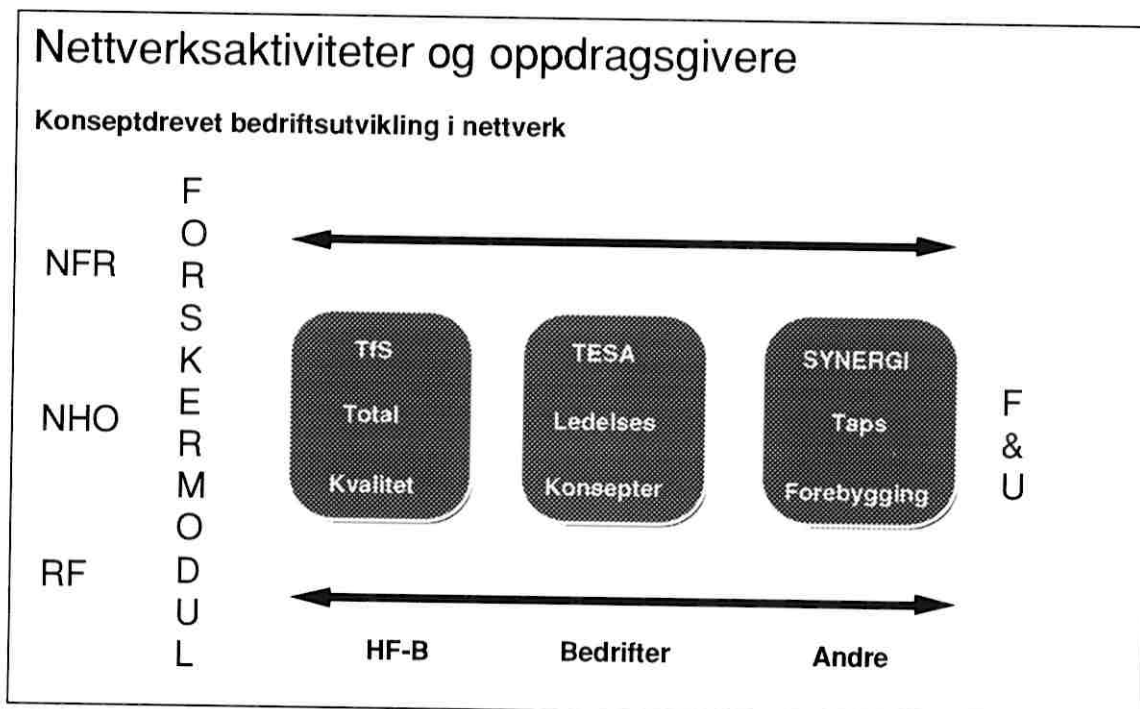 Nettverksaktiviteter og oppdragsgivere
Konseptdrevet bedriftsutvikling i nettverk
NFR
NHO
RF
FORSKERMODUL
TfS
Total
Kvalitet
TESA
Ledelses
Konsepter
SYNERGI
Taps
Forebygging
F
&
U
HF-B
Bedrifter
Andre